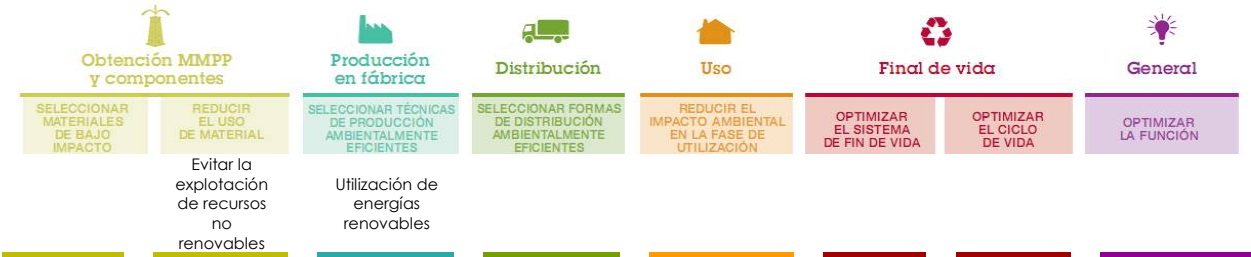 Obtención MMPP
y componentes
Producción
en fábrica
Distribución
Uso
Final de vida
General
SELECCIONAR
MATERIALES
DE BAJO
IMPACTO
REDUCIR
EL USO
DE MATERIAL
SELECCIONAR TÉCNICAS
DE PRODUCCIÓN
AMBIENTALMENTE
EFICIENTES
SELECCIONAR FORMAS
DE DISTRIBUCIÓN
AMBIENTALMENTE
EFICIENTES
REDUCIR EL
IMPACTO AMBIENTAL
EN LA FASE DE
UTILIZACIÓN
OPTIMIZAR
EL SISTEMA
DE FIN DE VIDA
OPTIMIZAR
EL CICLO
DE VIDA
OPTIMIZAR
LA FUNCIÓN
Evitar la
explotación
de recursos
no
renovables
Utilización de
energías
renovables